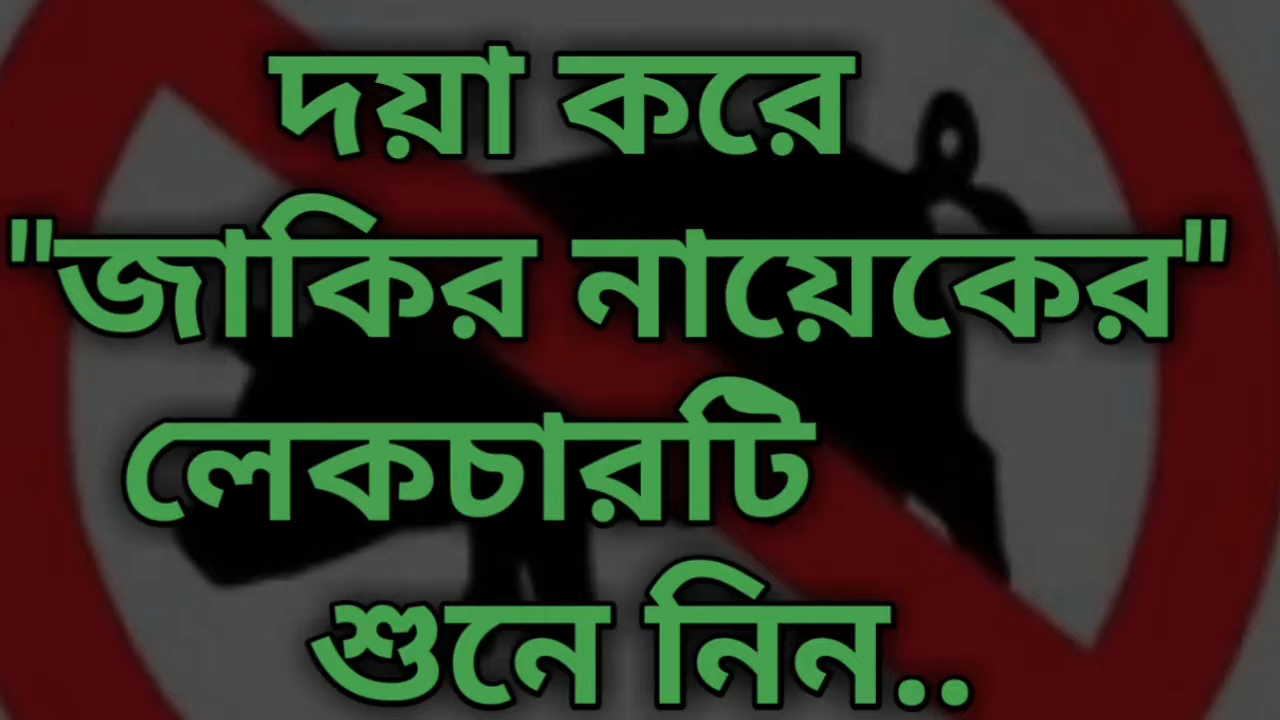 দয়া করে
"জাকির নায়েকের"
লেকচারটি
শুনে নিন..